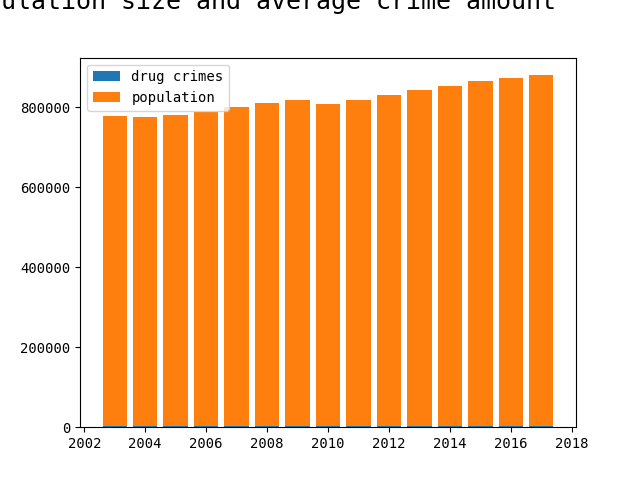 ulation size and average crime amount
drug crimes
population
800000
600000
400000
200000
0
2002 2004 2006 2008 2010 2012 2014 2016 2018